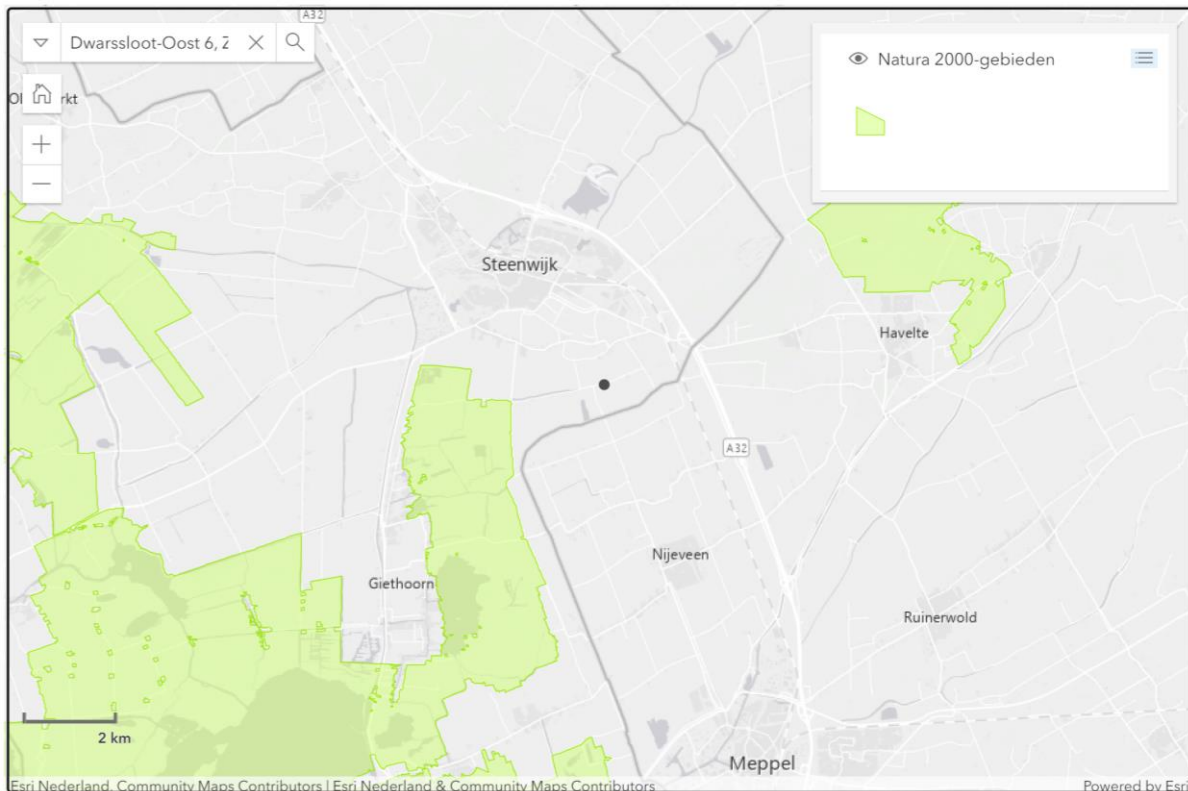 A32
Dwarssloot-Oost 6, Z
Natura 2000-gebieden
Steenwijk
Havelte
A32
Nijeveen
Giethoorn
Ruinerwold
2 km
Meppel
Esri Nederland, Community Maps Contributors | Esri Nederland & Community Maps Contributors
Powered by Esri